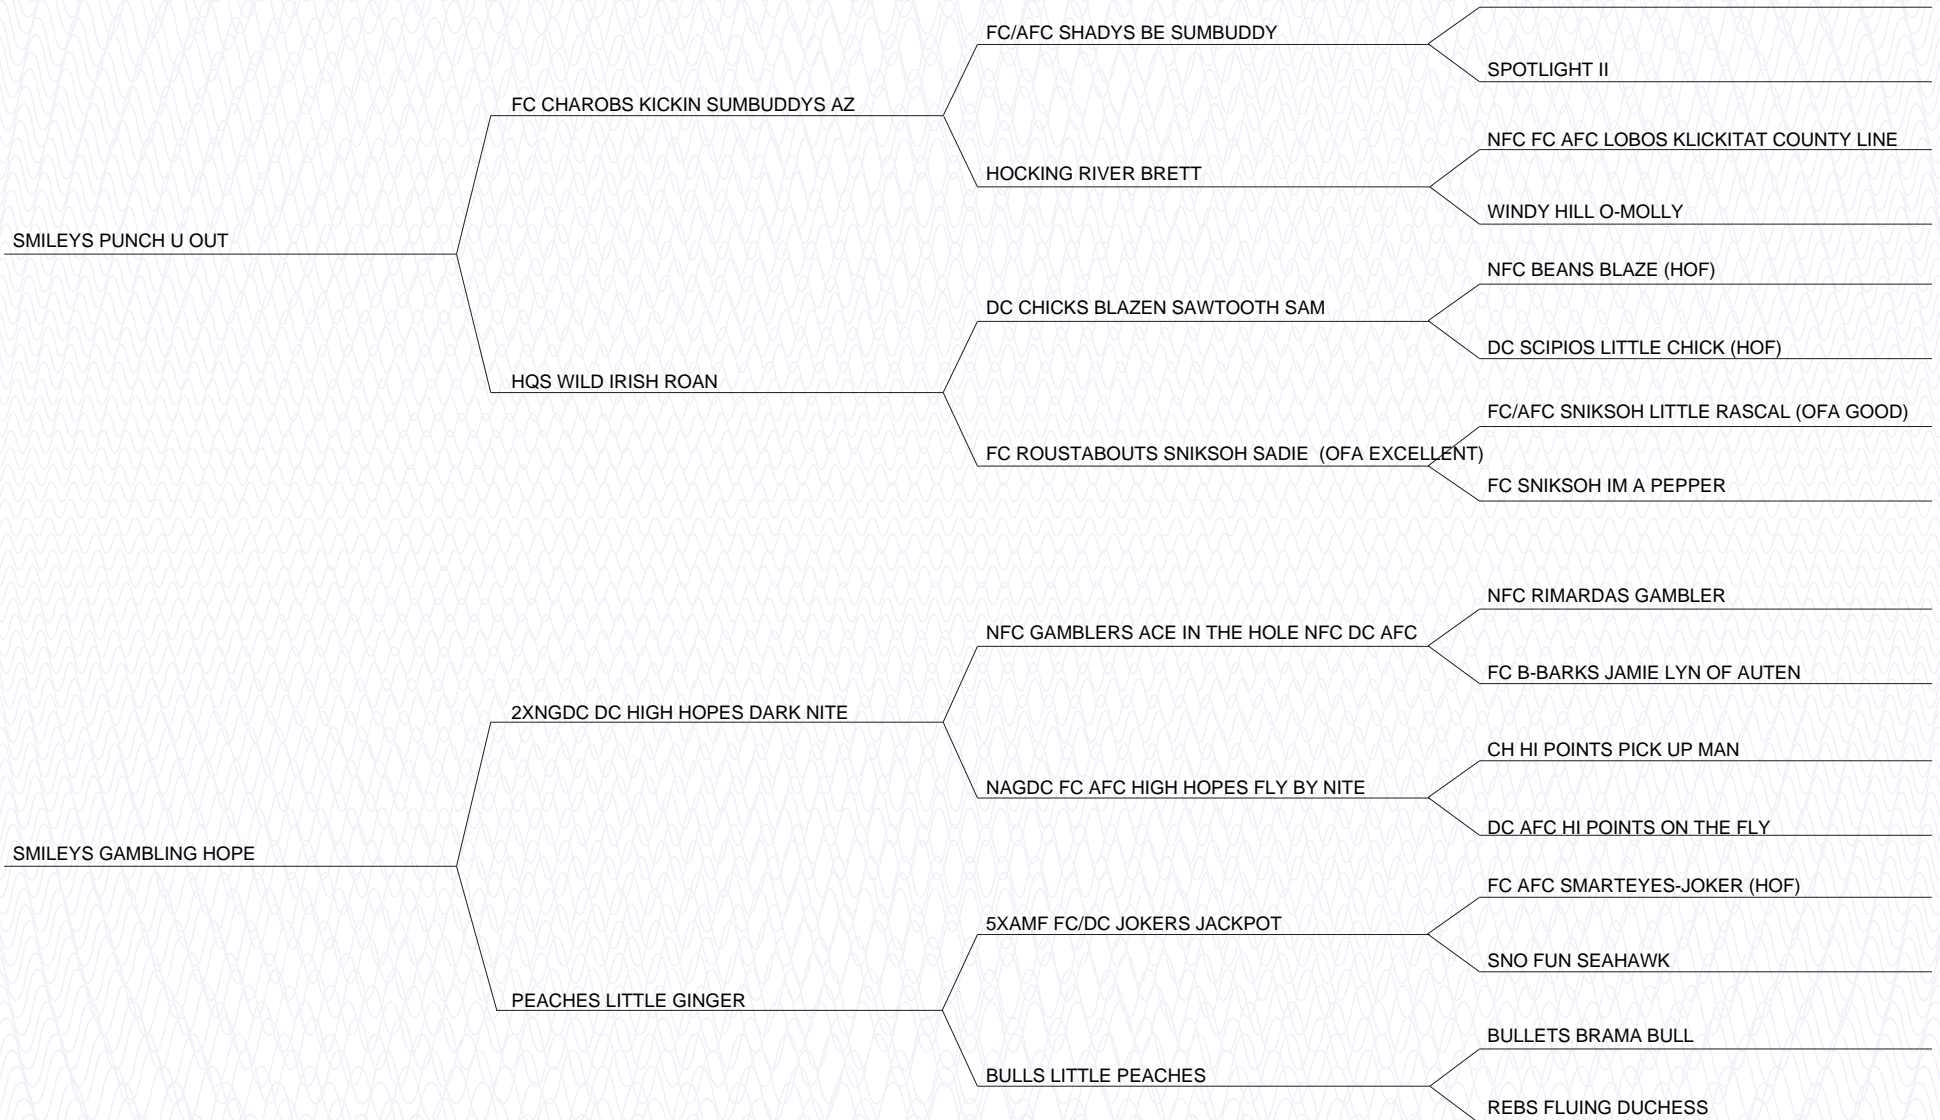 FC/AFC SHADYS BE SUMBUDDY
SPOTLIGHT II
FC CHAROBS KICKIN SUMBUDDYS AZ
NFC FC AFC LOBOS KLICKITAT COUNTY LINE
HOCKING RIVER BRETT
WINDY HILL O-MOLLY
SMILEYS PUNCH U OUT
NFC BEANS BLAZE (HOF)
DC CHICKS BLAZEN SAWTOOTH SAM
DC SCIPIOS LITTLE CHICK (HOF)
HQS WILD IRISH ROAN
FC/AFC SNIKSOH LITTLE RASCAL (OFA GOOD)
FC ROUSTABOUTS SNIKSOH SADIE  (OFA EXCELLENT)
FC SNIKSOH IM A PEPPER
NFC RIMARDAS GAMBLER
NFC GAMBLERS ACE IN THE HOLE NFC DC AFC
FC B-BARKS JAMIE LYN OF AUTEN
2XNGDC DC HIGH HOPES DARK NITE
CH HI POINTS PICK UP MAN
NAGDC FC AFC HIGH HOPES FLY BY NITE
DC AFC HI POINTS ON THE FLY
SMILEYS GAMBLING HOPE
FC AFC SMARTEYES-JOKER (HOF)
5XAMF FC/DC JOKERS JACKPOT
SNO FUN SEAHAWK
PEACHES LITTLE GINGER
BULLETS BRAMA BULL
BULLS LITTLE PEACHES
REBS FLUING DUCHESS